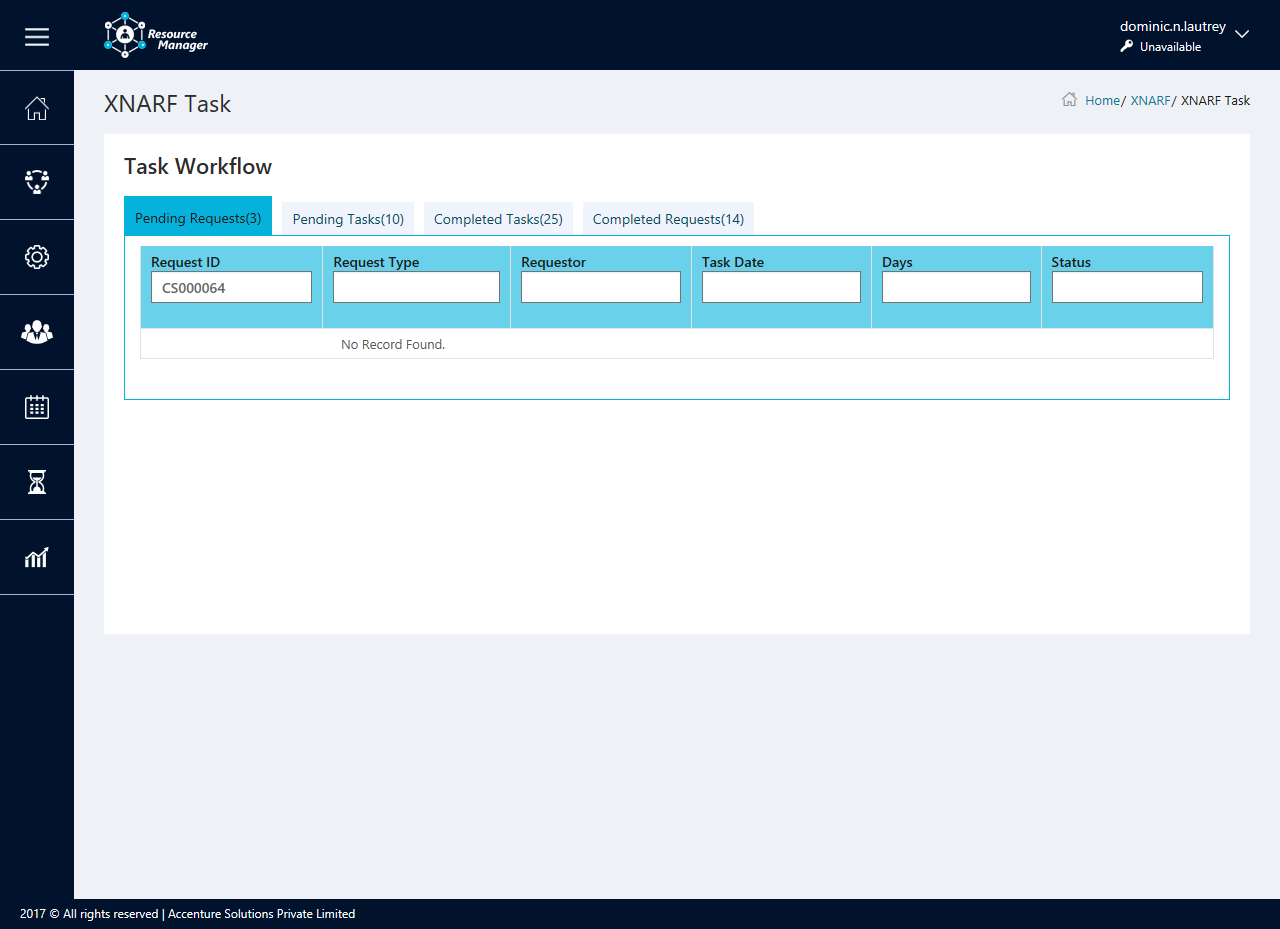 Resource
Manager
dominic.n.lautrey
Unavailable
XNARF Task
Home/ XNARF/ XNARF Task
Task Workflow
Pending Requests(3) Pending Tasks(10) Completed Tasks(25) Completed Requests(14)
Request ID Request Type Requestor Task Date Days Status
CS000064
No Record Found.
2017 © All rights reserved | Accenture Solutions Private Limited